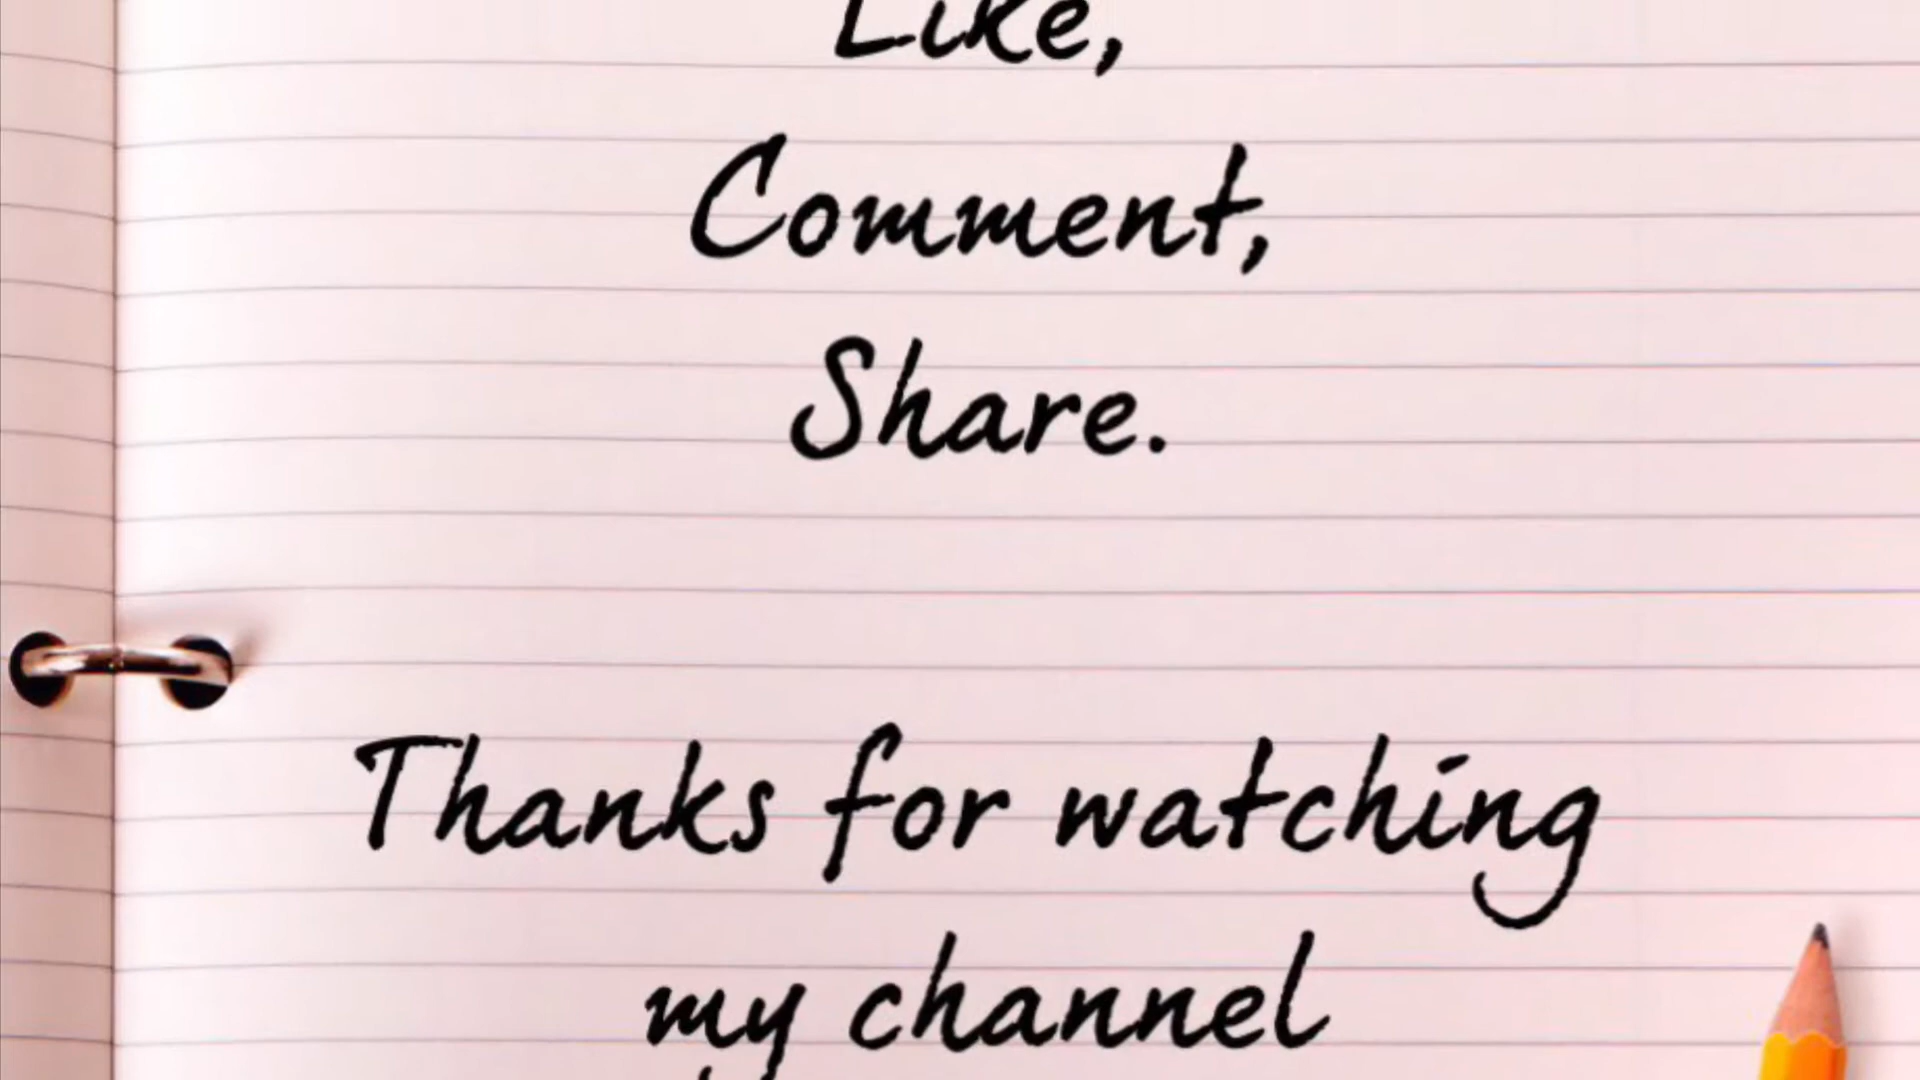 Like,
Comment,
Share.
Thanks for watching
my channel